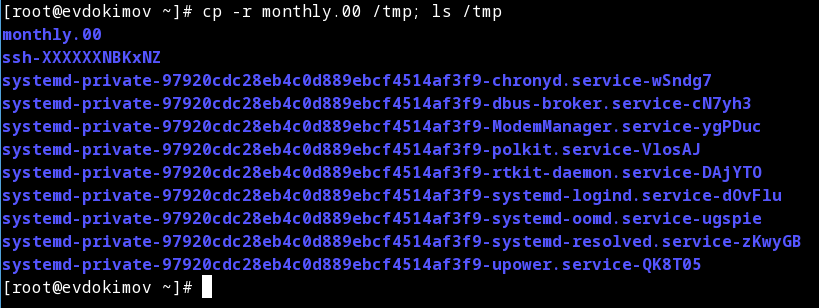 [root@evdokimov ~]# cp -r monthly.00 /tmp; ls /tmp
monthly.00
ssh-XXXXXXNBKxNZ
systemd-private-97920cdc28eb4c0d889ebcf4514af3f9-chronyd.service-wSndg7
systemd-private-97920cdc28eb4c0d889ebcf4514af3f9-dbus-broker.service-cN7yh3
systemd-private-97920cdc28eb4c0d889ebcf4514af3f9-ModemManager.service-ygPDuc
systemd-private-97920cdc28eb4c0d889ebcf4514af3f9-polkit.service-VlosAJ
systemd-private-97920cdc28eb4c0d889ebcf4514af3f9-rtkit-daemon.service-DAjYTO
systemd-private-97920cdc28eb4c0d889ebcf4514af3f9-systemd-logind.service-dOvFlu
systemd-private-97920cdc28eb4c0d889ebcf4514af3f9-systemd-oomd.service-ugspie
systemd-private-97920cdc28eb4c0d889ebcf4514af3f9-systemd-resolved.service-zKwyGB
systemd-private-97920cdc28eb4c0d889ebcf4514af3f9-upower.service-QK8T05
[root@evdokimov ~]#